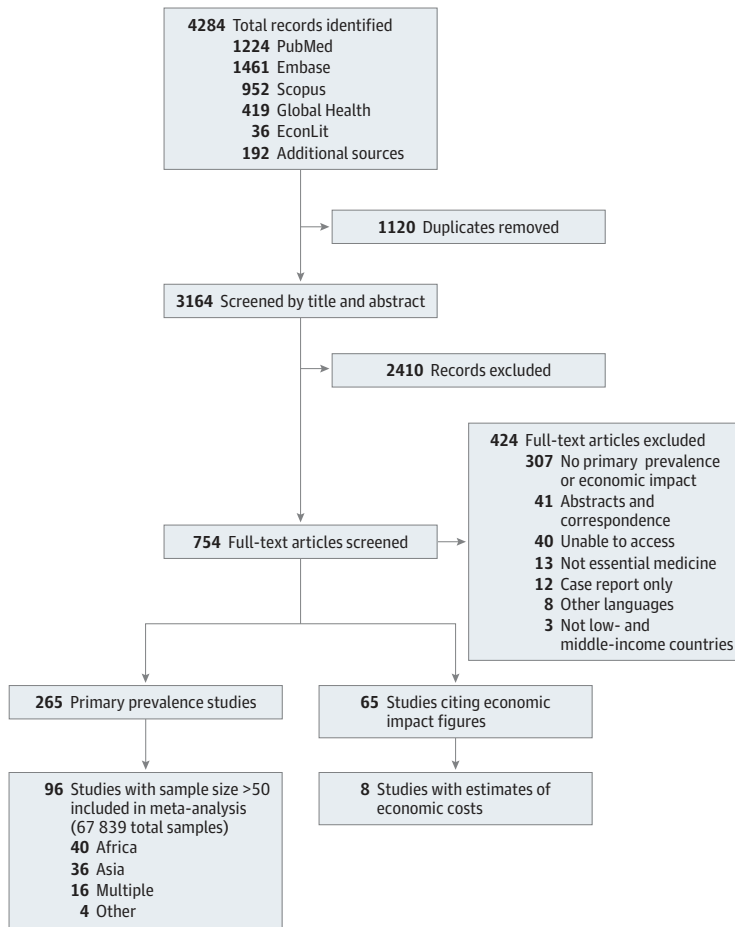 4284 Total records identified
1224 PubMed
1461 Embase
952 Scopus
419 Global Health
36 EconLit
192 Additional sources
1120 Duplicates removed
3164 Screened by title and abstract
2410 Records excluded
424 Full-text articles excluded
307 No primary prevalence
or economic impact
41 Abstracts and
correspondence
40 Unable to access
13 Not essential medicine
12 Case report only
8 Other languages
3 Not low- and
middle-income countries
754 Full-text articles screened
265 Primary prevalence studies
65 Studies citing economic
impact figures
96 Studies with sample size >50
included in meta-analysis
(67 839 total samples)
40 Africa
36 Asia
16 Multiple
4 Other
8 Studies with estimates of
economic costs